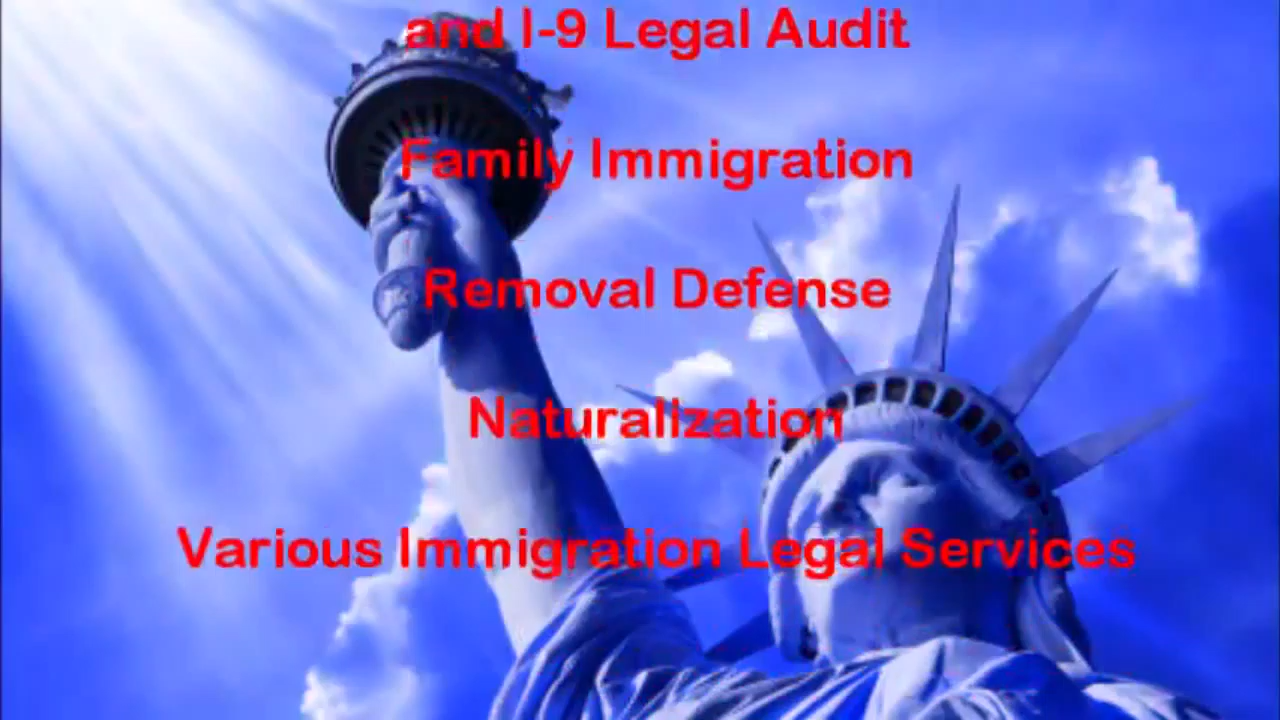 and I-9 Legal Audit
Family Immigration
Removal Defense
Naturalization
Various Immigration Legal Services